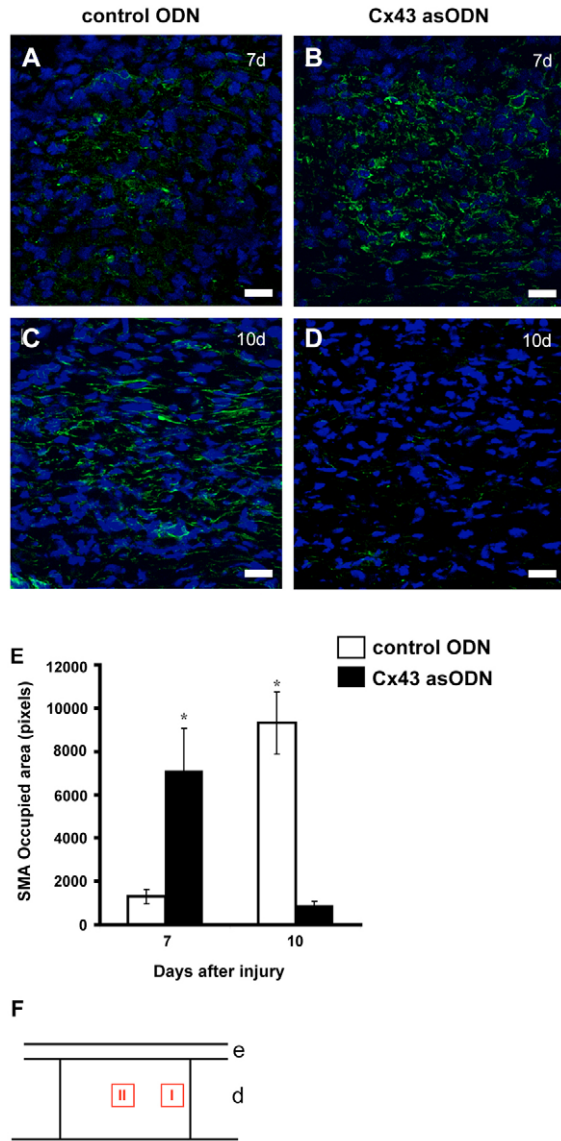 control ODN
Cx43 asODN
A
7d
B
7d
C
10d
D
10d
E
control ODN
Cx43 asODN
SMA Occupied area (pixels)
12000
10000
8000
6000
4000
2000
0
*
*
7
10
Days after injury
F
e
II
I
d